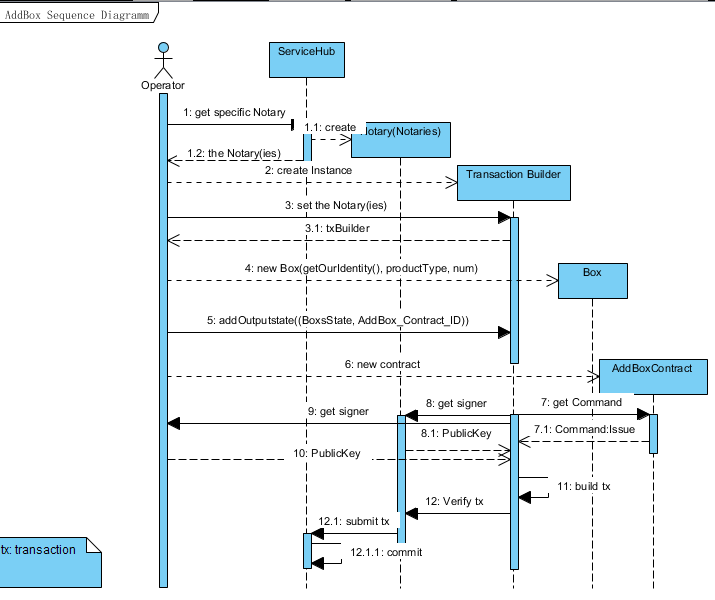 AddBox Sequence Diagramm
ServiceHub
Operator
1: get specific Notary
1.1: create
Notary(Notaries)
1.2: the Notary(ies)
2: create Instance
Transaction Builder
3: set the Notary(ies)
3.1: txBuilder
4: new Box(getOurIdentity(), productType, num)
Box
5: addOutputstate((BoxsState, AddBox_Contract_ID))
6: new contract
AddBoxContract
7: get Command
8: get signer
9: get signer
7.1: Command:Issue
8.1: PublicKey
10: PublicKey
11: build tx
12: Verify tx
12.1: submit tx
12.1.1: commit
tx: transaction